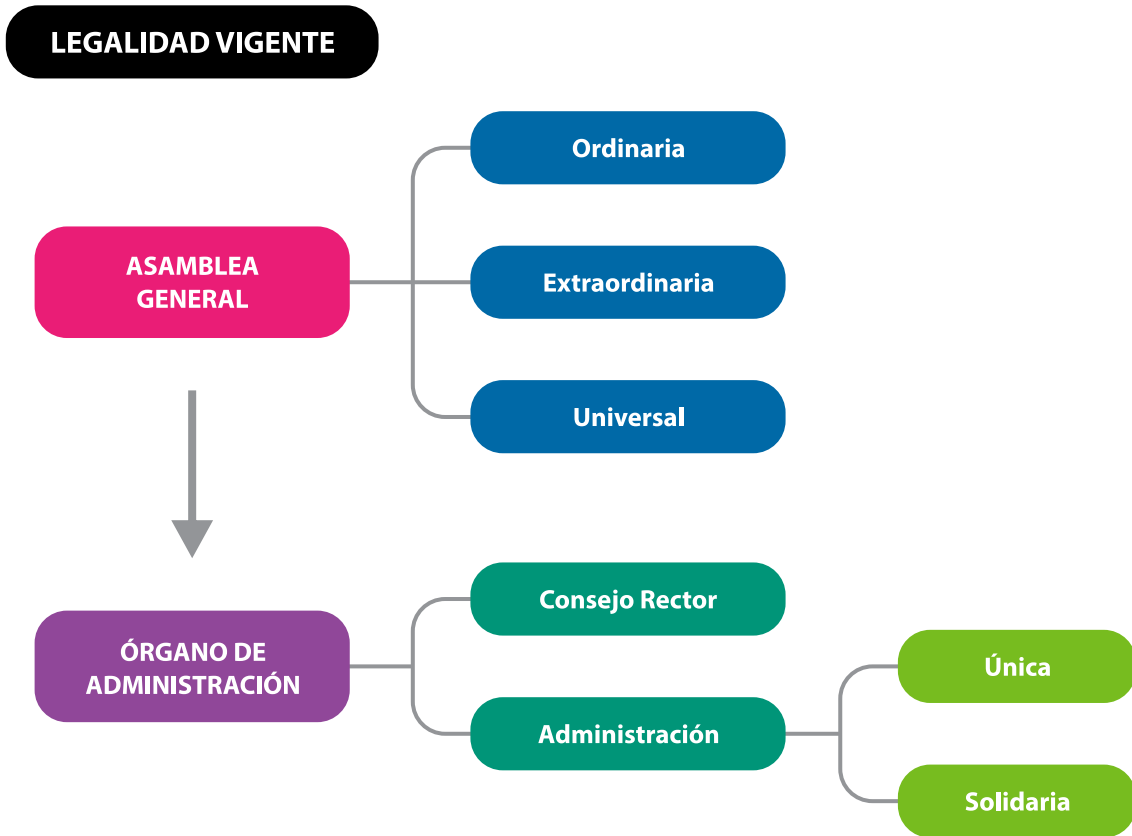 LEGALIDAD VIGENTE
Ordinaria
ASAMBLEA
GENERAL
Extraordinaria
Universal
Consejo Rector
ÓRGANO DE
ADMINISTRACIÓN
Única
Administración
Solidaria